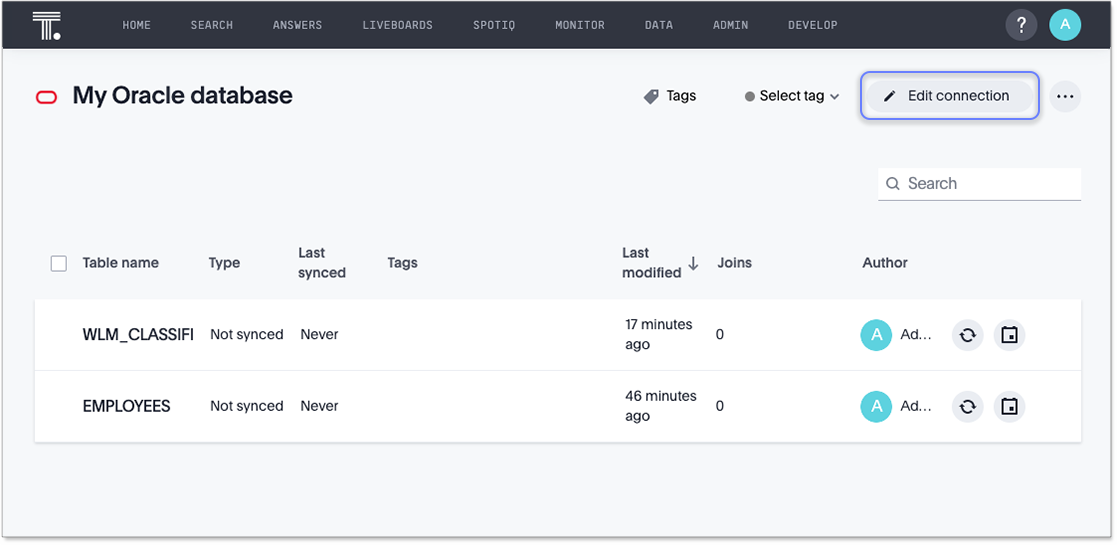 HOME SEARCH ANSWERS LIVEBOARDS SPOTIQ MONITOR DATA ADMIN DEVELOP ? A
My Oracle database Tags Select tag Edit connection ...
Search
Table name Type Last synced Tags Last modified Joins Author
WLM_CLASSIFI Not synced Never 17 minutes ago 0 A Ad...
EMPLOYEES Not synced Never 46 minutes ago 0 A Ad...